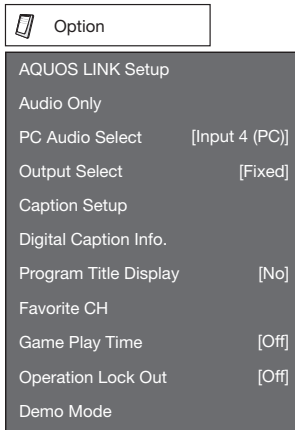 Option
AQUOS LINK Setup
Audio Only
PC Audio Select [Input 4 (PC)]
Output Select [Fixed]
Caption Setup
Digital Caption Info.
Program Title Display [No]
Favorite CH
Game Play Time [Off]
Operation Lock Out [Off]
Demo Mode